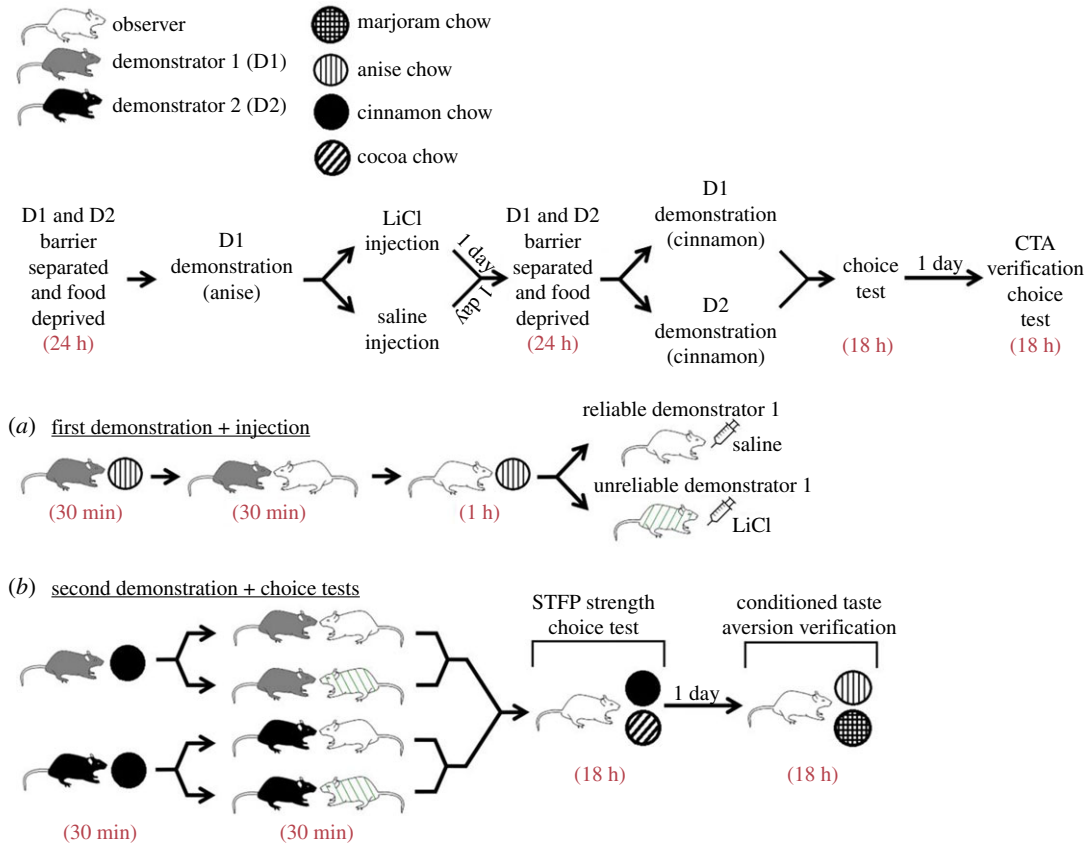 observer
demonstrator 1 (D1)
demonstrator 2 (D2)
marjoram chow
anise chow
cinnamon chow
cocoa chow
D1 and D2
barrier
separated
and food
deprived
(24 h)
D1
demonstration
(anise)
LiCl
injection
saline
injection
1 day
1 day
D1 and D2
barrier
separated
and food
deprived
(24 h)
D1
demonstration
(cinnamon)
D2
demonstration
(cinnamon)
choice
test
(18 h)
1 day
CTA
verification
choice
test
(18 h)
(a) first demonstration + injection
(30 min)
(30 min)
(1 h)
reliable demonstrator 1
saline
unreliable demonstrator 1
LiCl
(b) second demonstration + choice tests
(30 min)
(30 min)
STFP strength
choice test
(18 h)
1 day
conditioned taste
aversion verification
(18 h)